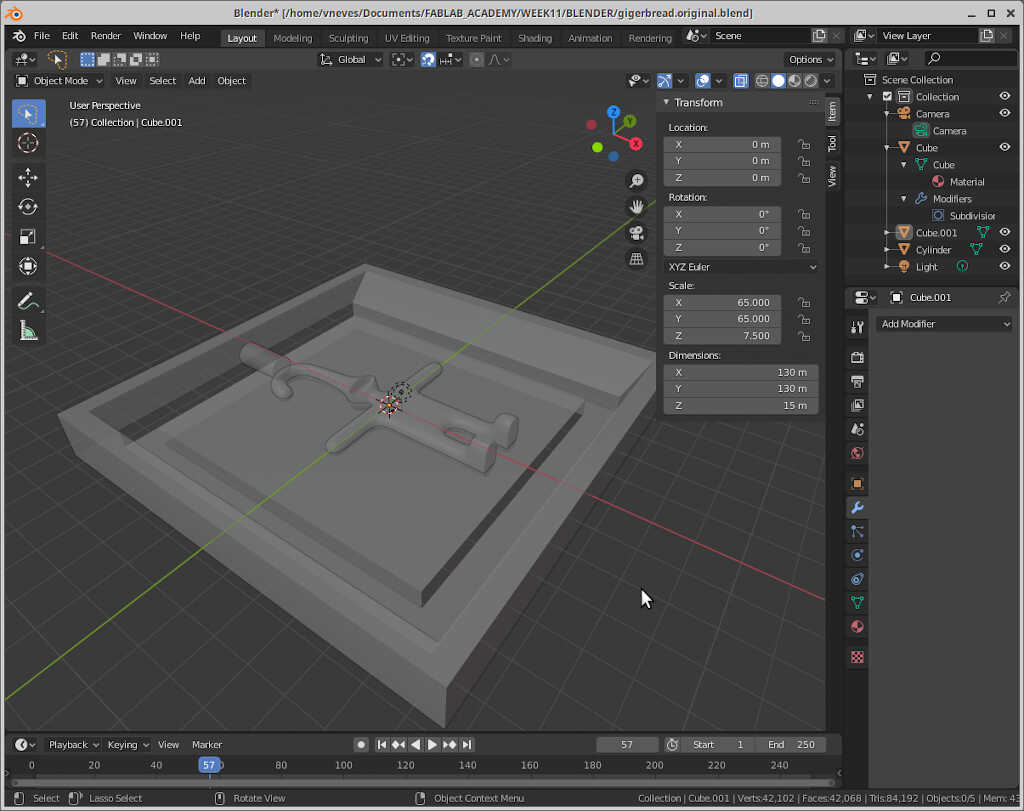 Blender* [/home/vneves/Documents/FABLAB_ACADEMY/WEEK11/BLENDER/gigerbread.original.blend]
File Edit Render Window Help Layout Modeling Sculpting UV Editing Texture Paint Shading Animation Rendering Scene View Layer
Global Options
Object Mode View Select Add Object
User Perspective
(57) Collection | Cube.001
Z
Y
X
Transform
Location:
X 0 m
Y 0 m
Z 0 m
Rotation:
X 0°
Y 0°
Z 0°
XYZ Euler
Scale:
X 65.000
Y 65.000
Z 7.500
Dimensions:
X 130 m
Y 130 m
Z 15 m
Item
Tool
View
Scene Collection
Collection
Camera
Camera
Cube
Cube
Material
Modifiers
Subdivision
Cube.001
Cylinder
Light
Cube.001
Add Modifier
Playback Keying View Marker 57 Start 1 End 250
0 20 40 57 80 100 120 140 160 180 200 220 240
Select Lasso Select Rotate View Object Context Menu Collection | Cube.001 | Verts:42,102 | Faces:42,068 | Tris:84,192 | Objects:0/5 | Mem: 43